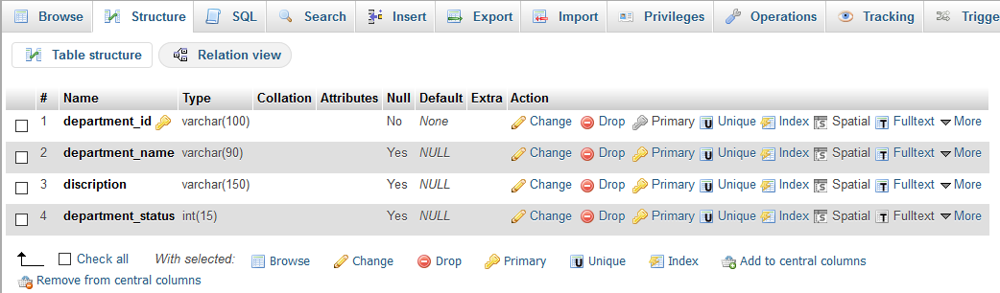 Browse Structure SQL Search Insert Export Import Privileges Operations Tracking Trigge
Table structure Relation view
# Name Type Collation Attributes Null Default Extra Action
1 department_id varchar(100) No None Change Drop Primary Unique Index Spatial Fulltext More
2 department_name varchar(90) Yes NULL Change Drop Primary Unique Index Spatial Fulltext More
3 discription varchar(150) Yes NULL Change Drop Primary Unique Index Spatial Fulltext More
4 department_status int(15) Yes NULL Change Drop Primary Unique Index Spatial Fulltext More
Check all With selected: Browse Change Drop Primary Unique Index Add to central columns
Remove from central columns